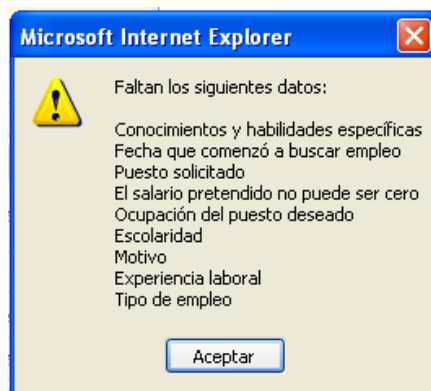 Microsoft Internet Explorer
Faltan los siguientes datos:
Conocimientos y habilidades específicas
Fecha que comenzó a buscar empleo
Puesto solicitado
El salario pretendido no puede ser cero
Ocupación del puesto deseado
Escolaridad
Motivo
Experiencia laboral
Tipo de empleo
Aceptar